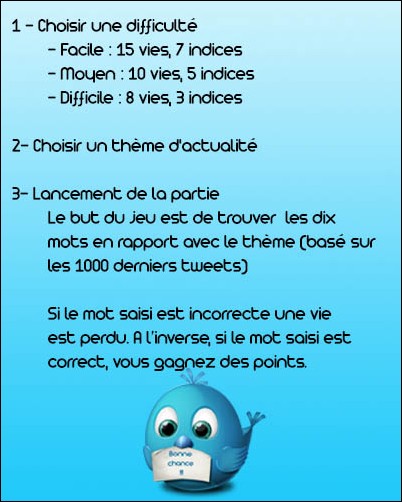 1 - Choisir une difficulté
- Facile : 15 vies, 7 indices
- Moyen : 10 vies, 5 indices
- Difficile : 8 vies, 3 indices
2- Choisir un thème d'actualité
3- Lancement de la partie
Le but du jeu est de trouver les dix
mots en rapport avec le thème (basé sur
les 1000 derniers tweets)
Si le mot saisi est incorrecte une vie
est perdu. A l'inverse, si le mot saisi est
correct, vous gagnez des points.
Bonne
chance
!!